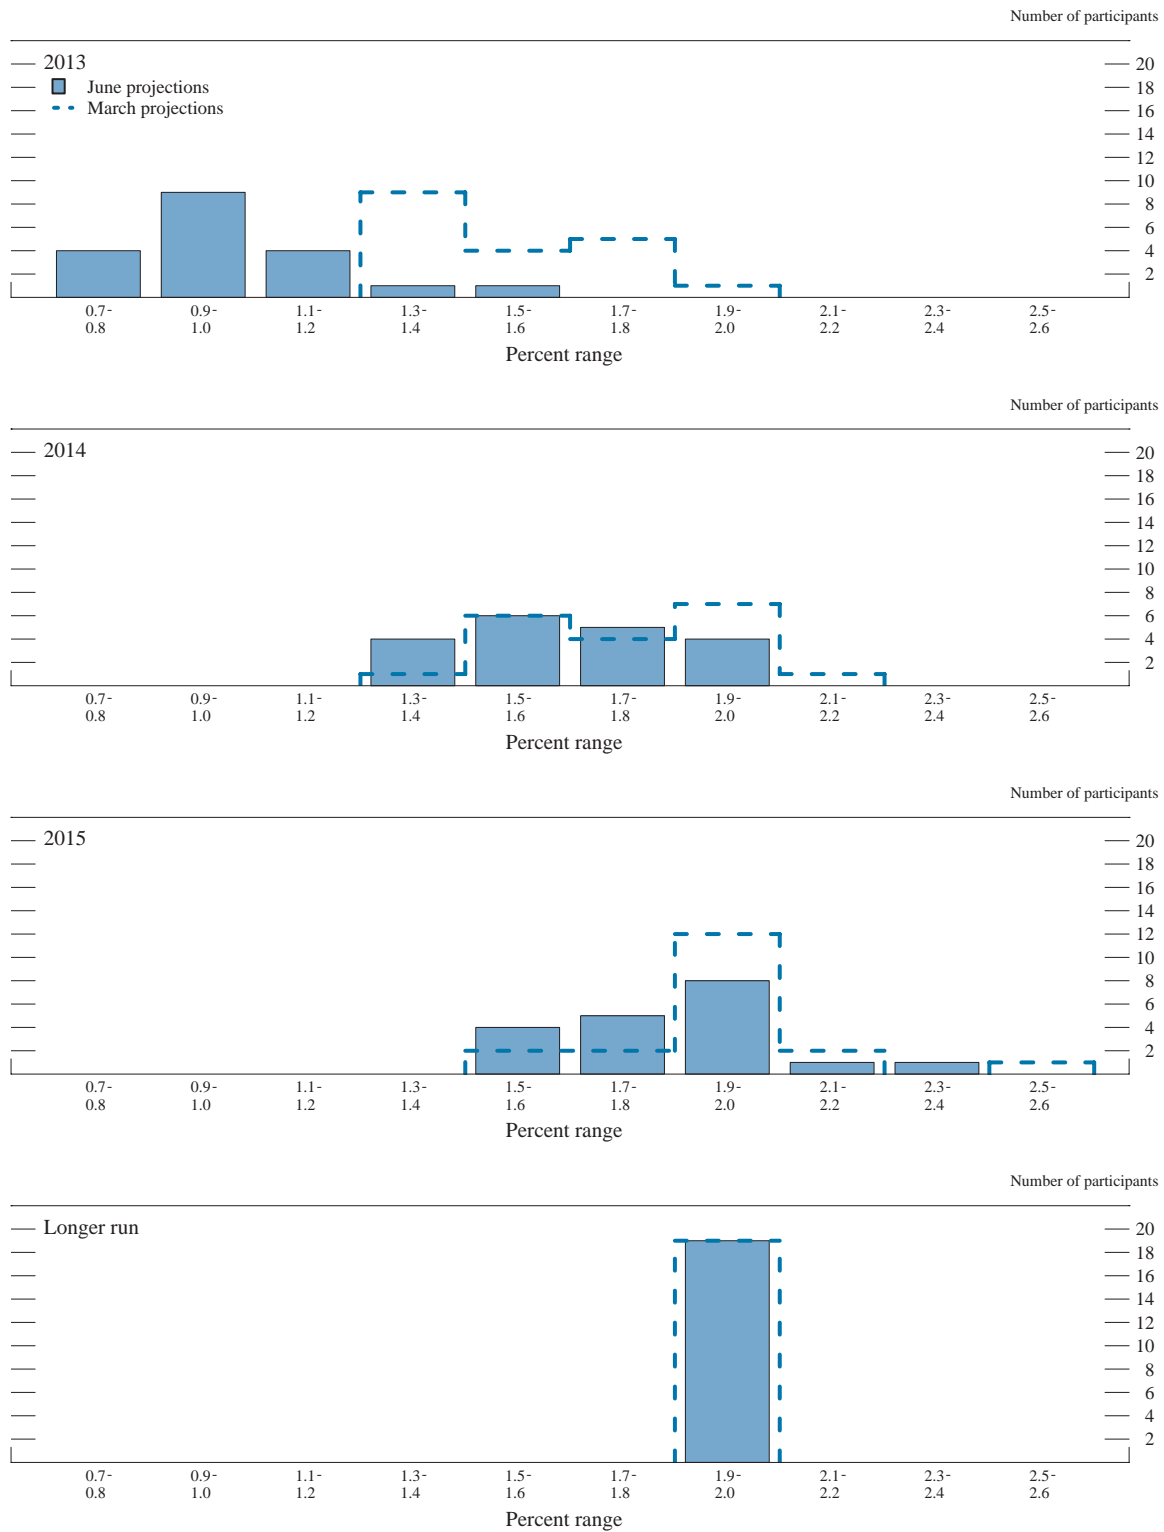 Number of participants
2013
June projections
March projections
20
18
16
14
12
10
8
6
4
2
0.7- 0.9- 1.1- 1.3- 1.5- 1.7- 1.9- 2.1- 2.3- 2.5-
0.8 1.0 1.2 1.4 1.6 1.8 2.0 2.2 2.4 2.6
Percent range
Number of participants
2014
20
18
16
14
12
10
8
6
4
2
0.7- 0.9- 1.1- 1.3- 1.5- 1.7- 1.9- 2.1- 2.3- 2.5-
0.8 1.0 1.2 1.4 1.6 1.8 2.0 2.2 2.4 2.6
Percent range
Number of participants
2015
20
18
16
14
12
10
8
6
4
2
0.7- 0.9- 1.1- 1.3- 1.5- 1.7- 1.9- 2.1- 2.3- 2.5-
0.8 1.0 1.2 1.4 1.6 1.8 2.0 2.2 2.4 2.6
Percent range
Number of participants
Longer run
20
18
16
14
12
10
8
6
4
2
0.7- 0.9- 1.1- 1.3- 1.5- 1.7- 1.9- 2.1- 2.3- 2.5-
0.8 1.0 1.2 1.4 1.6 1.8 2.0 2.2 2.4 2.6
Percent range